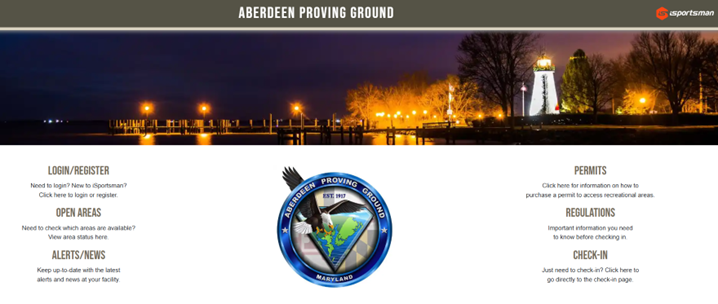 ABERDEEN PROVING GROUND
iSportsman
LOGIN/REGISTER
Need to login? New to iSportsman?
Click here to login or register.
OPEN AREAS
Need to check which areas are available?
View area status here.
ALERTS/NEWS
Keep up-to-date with the latest
alerts and news at your facility.
ABERDEEN PROVING GROUND
EST. 1917
MARYLAND
PERMITS
Click here for information on how to
purchase a permit to access recreational areas.
REGULATIONS
Important information you need
to know before checking in.
CHECK-IN
Just need to check-in? Click here to
go directly to the check-in page.